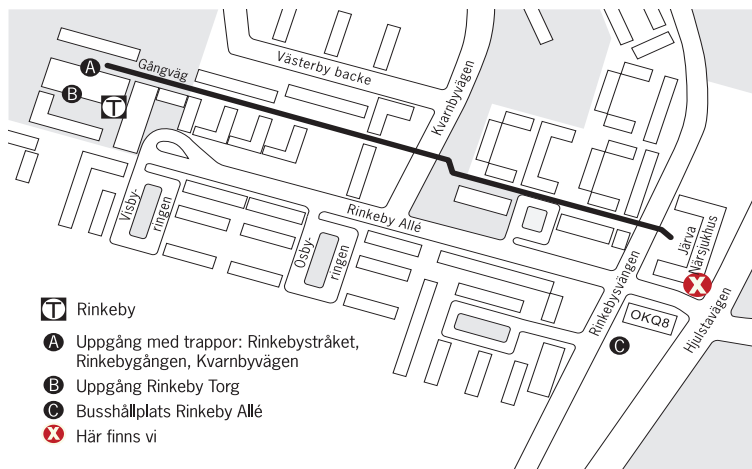 A
Gångväg
Västerby backe
Kvarnbyvägen
B
T
Visby-
ringen
Rinkeby Allé
Osby-
ringen
Järva
Närsjukhus
X
Rinkebysvängen
Hjulstavägen
OKQ8
C
T Rinkeby
A Uppgång med trappor: Rinkebystråket,
Rinkebygången, Kvarnbyvägen
B Uppgång Rinkeby Torg
C Busshållplats Rinkeby Allé
X Här finns vi